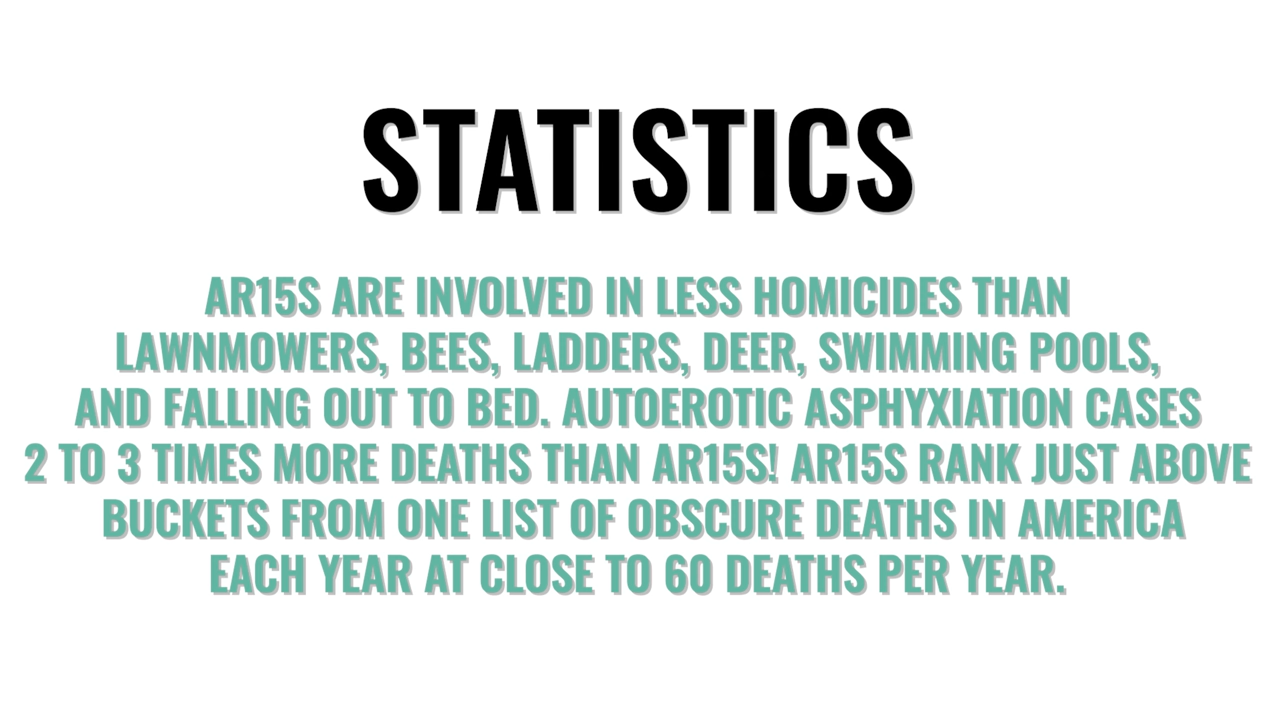 STATISTICS
AR15S ARE INVOLVED IN LESS HOMICIDES THAN
LAWNMOWERS, BEES, LADDERS, DEER, SWIMMING POOLS,
AND FALLING OUT TO BED. AUTOEROTIC ASPHYXIATION CASES
2 TO 3 TIMES MORE DEATHS THAN AR15S! AR15S RANK JUST ABOVE
BUCKETS FROM ONE LIST OF OBSCURE DEATHS IN AMERICA
EACH YEAR AT CLOSE TO 60 DEATHS PER YEAR.